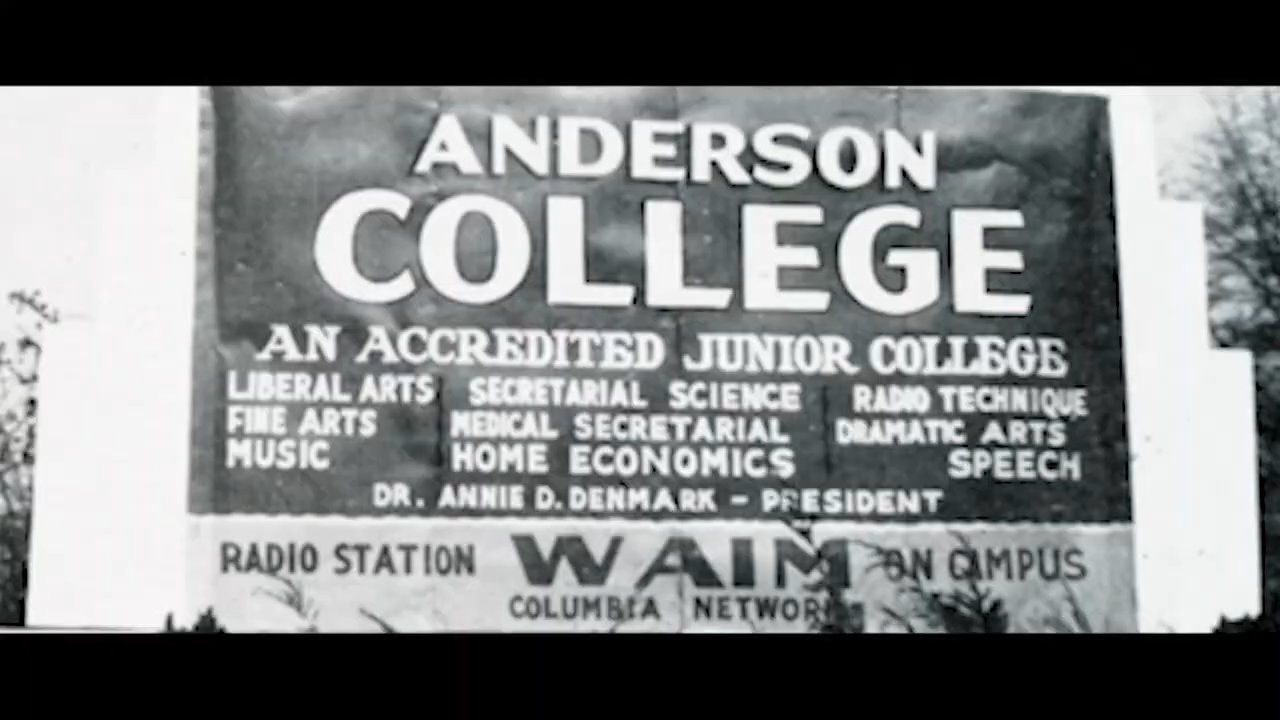 ANDERSON
COLLEGE
AN ACCREDITED JUNIOR COLLEGE
LIBERAL ARTS SECRETARIAL SCIENCE RADIO TECHNIQUE
FINE ARTS MEDICAL SECRETARIAL DRAMATIC ARTS
MUSIC HOME ECONOMICS SPEECH
DR. ANNIE D. DENMARK - PRESIDENT
RADIO STATION WAIM ON CAMPUS
COLUMBIA NETWORK